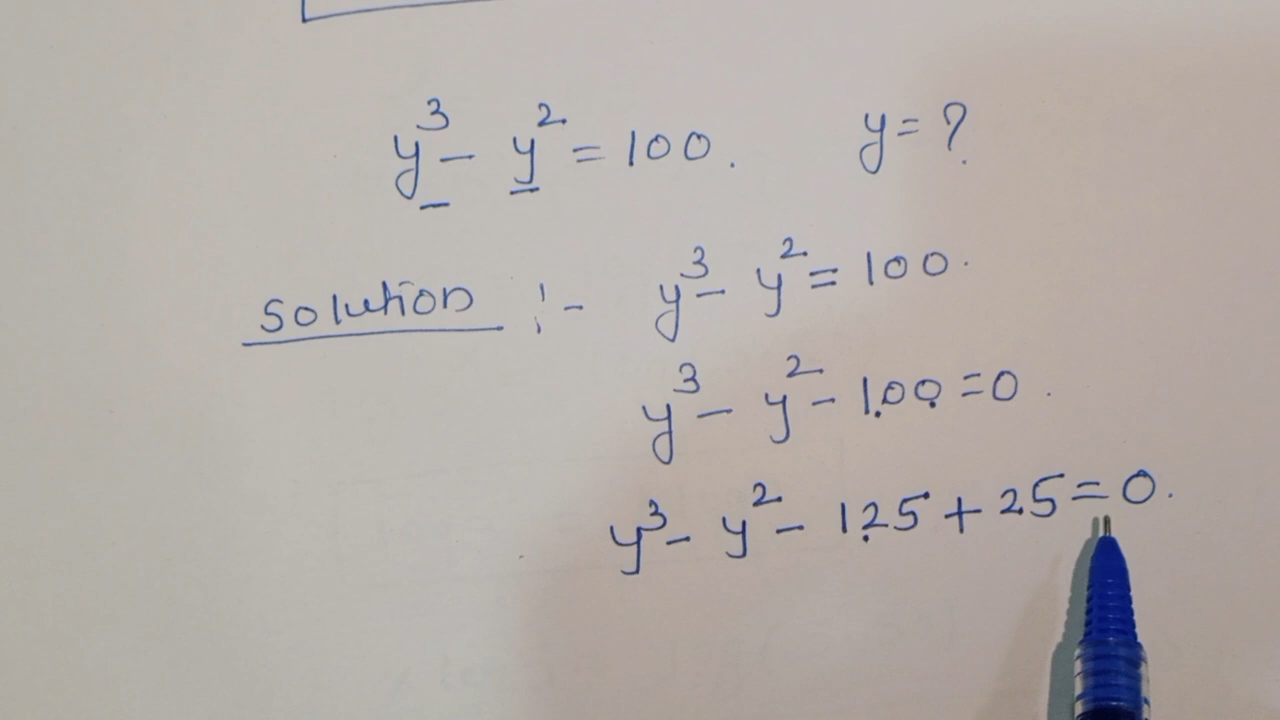 y³ - y² = 100. y = ?
Solution :- y³ - y² = 100.
y³ - y² - 100 = 0.
y³ - y² - 125 + 25 = 0.